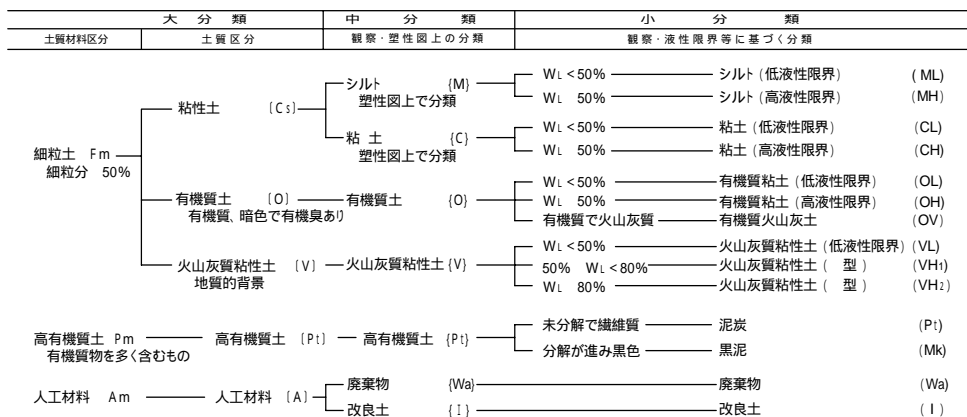 大 分 類 中 分 類 小 分 類
土質材料区分 土質区分 観察・塑性図上の分類 観察・液性限界等に基づく分類
WL <50% シルト (低液性限界) (ML)
シルト {M}
塑性図上で分類
WL 50% シルト (高液性限界) (MH)
粘性土 〔Cs〕
WL <50% 粘土 (低液性限界) (CL)
粘 土 {C}
塑性図上で分類
WL 50% 粘土 (高液性限界) (CH)
細粒土 Fm
細粒分 50%
WL <50% 有機質粘土 (低液性限界) (OL)
有機質土 〔O〕 有機質土 {O} WL 50% 有機質粘土 (高液性限界) (OH)
有機質、暗色で有機臭あり
有機質で火山灰質 有機質火山灰土 (OV)
WL <50% 火山灰質粘性土 (低液性限界) (VL)
火山灰質粘性土 〔V〕 火山灰質粘性土 {V} 50% WL <80% 火山灰質粘性土 ( 型 ) (VH1)
地質的背景
WL 80% 火山灰質粘性土 ( 型 ) (VH2)
未分解で繊維質 泥炭 (Pt)
高有機質土 Pm 高有機質土 〔Pt〕 高有機質土 {Pt}
有機質物を多く含むもの
分解が進み黒色 黒泥 (Mk)
廃棄物 {Wa} 廃棄物 (Wa)
人工材料 Am 人工材料 〔A〕
改良土 {I} 改良土 (I)